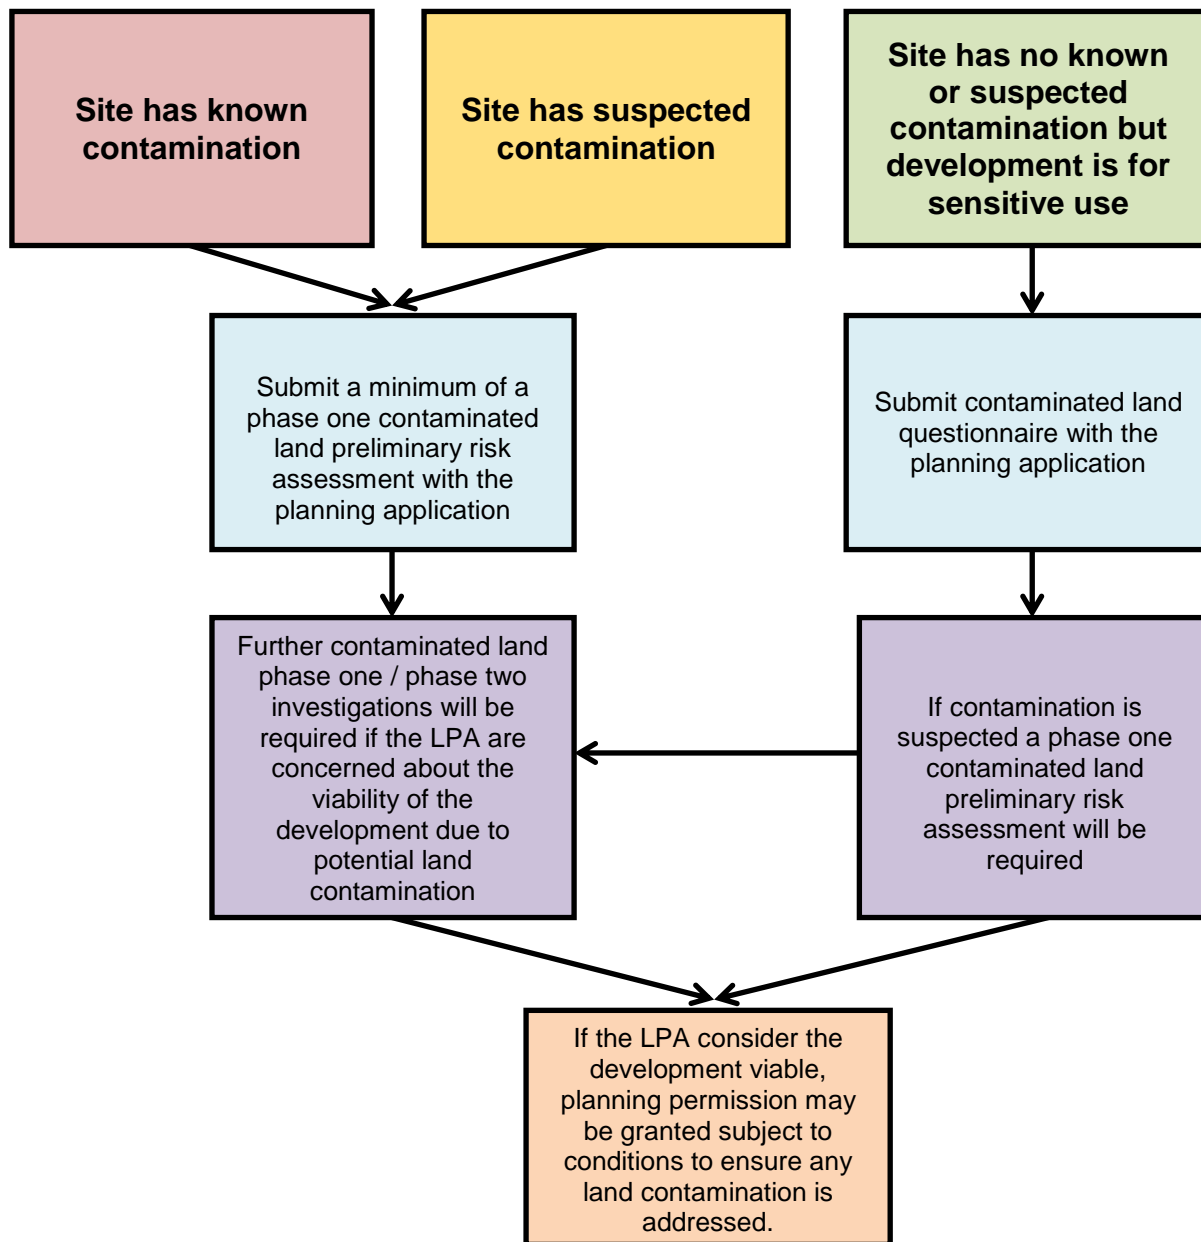 Site has known
contamination
Site has suspected
contamination
Site has no known
or suspected
contamination but
development is for
sensitive use
Submit a minimum of a
phase one contaminated
land preliminary risk
assessment with the
planning application
Submit contaminated land
questionnaire with the
planning application
Further contaminated land
phase one / phase two
investigations will be
required if the LPA are
concerned about the
viability of the
development due to
potential land
contamination
If contamination is
suspected a phase one
contaminated land
preliminary risk
assessment will be
required
If the LPA consider the
development viable,
planning permission may
be granted subject to
conditions to ensure any
land contamination is
addressed.